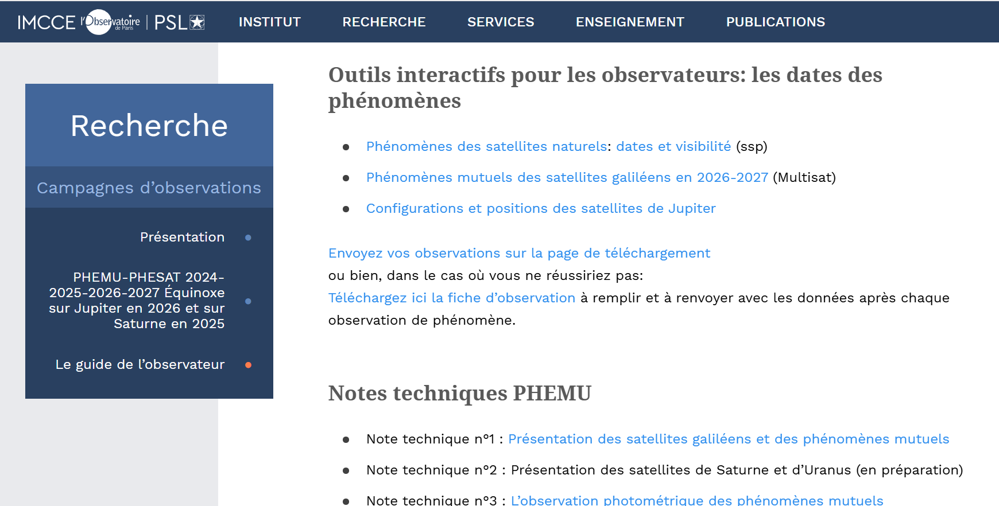 IMCCE l'Observatoire de Paris | PSL
INSTITUT
RECHERCHE
SERVICES
ENSEIGNEMENT
PUBLICATIONS
Recherche
Campagnes d’observations
Présentation
PHEMU-PHESAT 2024-
2025-2026-2027 Équinoxe
sur Jupiter en 2026 et sur
Saturne en 2025
Le guide de l’observateur
Outils interactifs pour les observateurs: les dates des
phénomènes
Phénomènes des satellites naturels: dates et visibilité (ssp)
Phénomènes mutuels des satellites galiléens en 2026-2027 (Multisat)
Configurations et positions des satellites de Jupiter
Envoyez vos observations sur la page de téléchargement
ou bien, dans le cas où vous ne réussiriez pas:
Téléchargez ici la fiche d’observation à remplir et à renvoyer avec les données après chaque
observation de phénomène.
Notes techniques PHEMU
Note technique n°1 : Présentation des satellites galiléens et des phénomènes mutuels
Note technique n°2 : Présentation des satellites de Saturne et d’Uranus (en préparation)
Note technique n°3 : L’observation photométrique des phénomènes mutuels